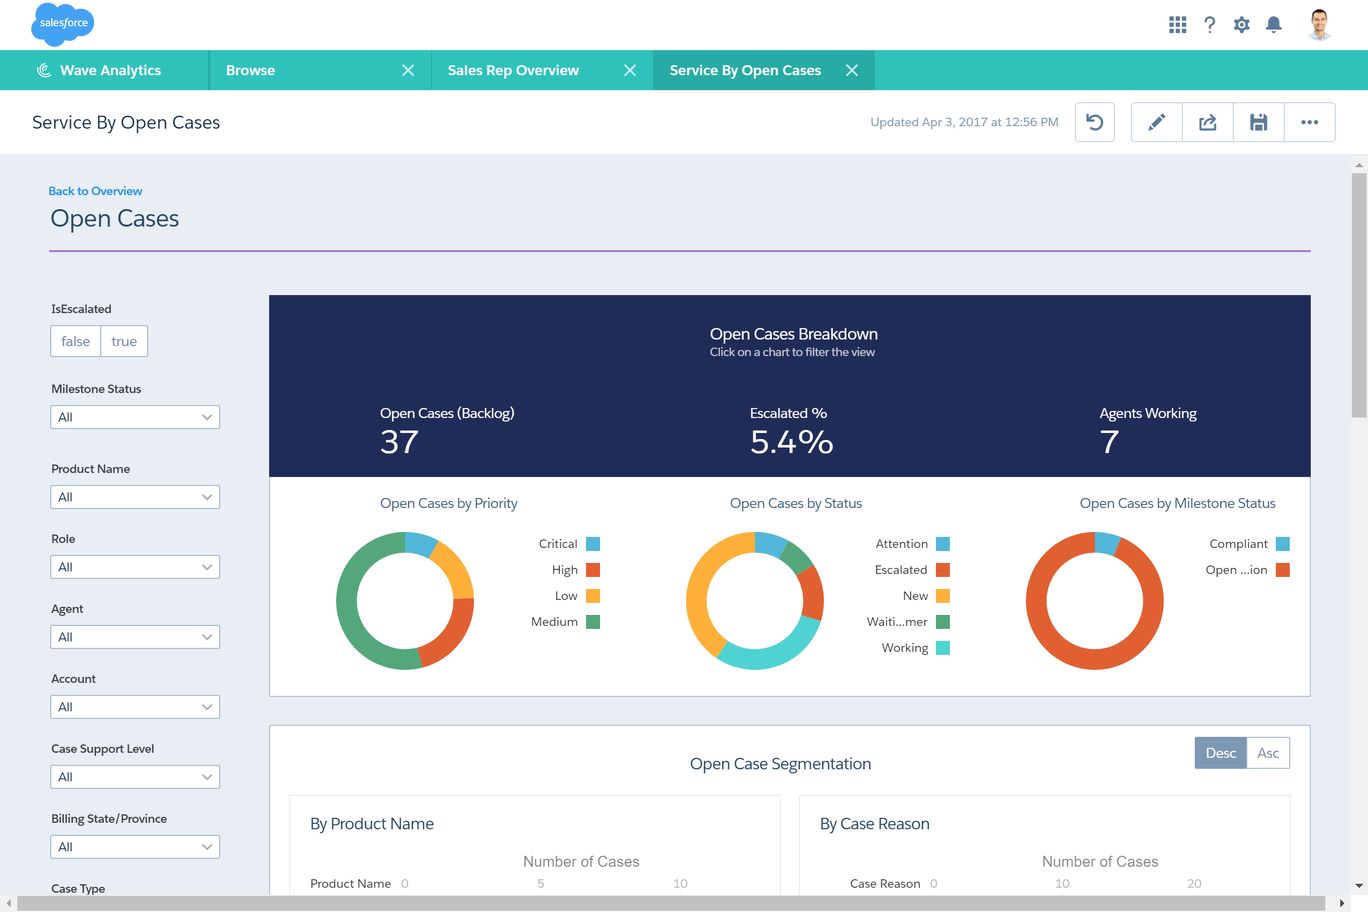 salesforce
?
Wave Analytics
Browse
Sales Rep Overview
Service By Open Cases
Service By Open Cases
Updated Apr 3, 2017 at 12:56 PM
Back to Overview
Open Cases
IsEscalated
false true
Milestone Status
All
Product Name
All
Role
All
Agent
All
Account
All
Case Support Level
All
Billing State/Province
All
Case Type
Open Cases Breakdown
Click on a chart to filter the view
Open Cases (Backlog)
37
Escalated %
5.4%
Agents Working
7
Open Cases by Priority
Critical
High
Low
Medium
Open Cases by Status
Attention
Escalated
New
Waiti...mer
Working
Open Cases by Milestone Status
Compliant
Open ...ion
Open Case Segmentation
Desc Asc
By Product Name
Number of Cases
Product Name 0 5 10
By Case Reason
Number of Cases
Case Reason 0 10 20